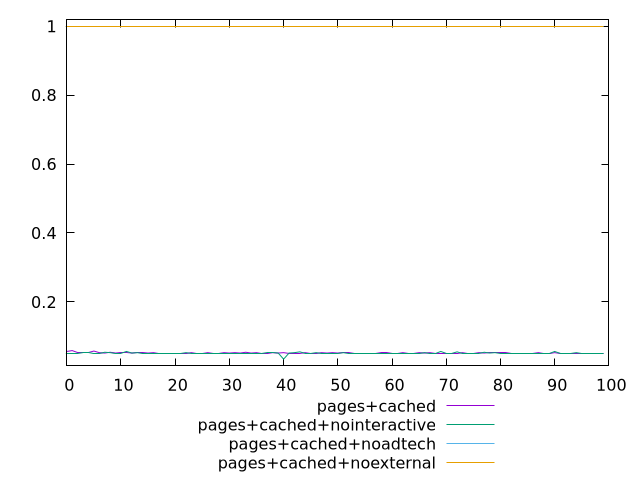 1
0.8
0.6
0.4
0.2
0 10 20 30 40 50 60 70 80 90 100
pages+cached
pages+cached+nointeractive
pages+cached+noadtech
pages+cached+noexternal